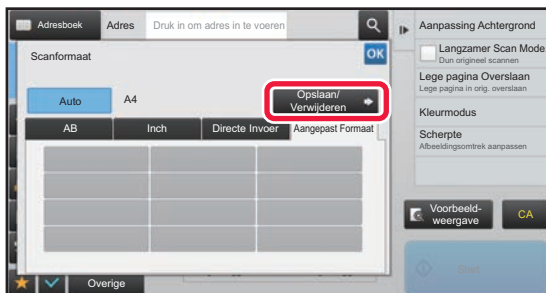 Adresboek
Adres
Druk in om adres in te voeren
Scanformaat
OK
Auto
A4
Opslaan/
Verwijderen
AB
Inch
Directe Invoer
Aangepast Formaat
Overige
Aanpassing Achtergrond
Langzamer Scan Mode
Dun origineel scannen
Lege pagina Overslaan
Lege pagina in orig. overslaan
Kleurmodus
Scherpte
Afbeeldingsomtrek aanpassen
Voorbeeld-
weergave
CA
Start